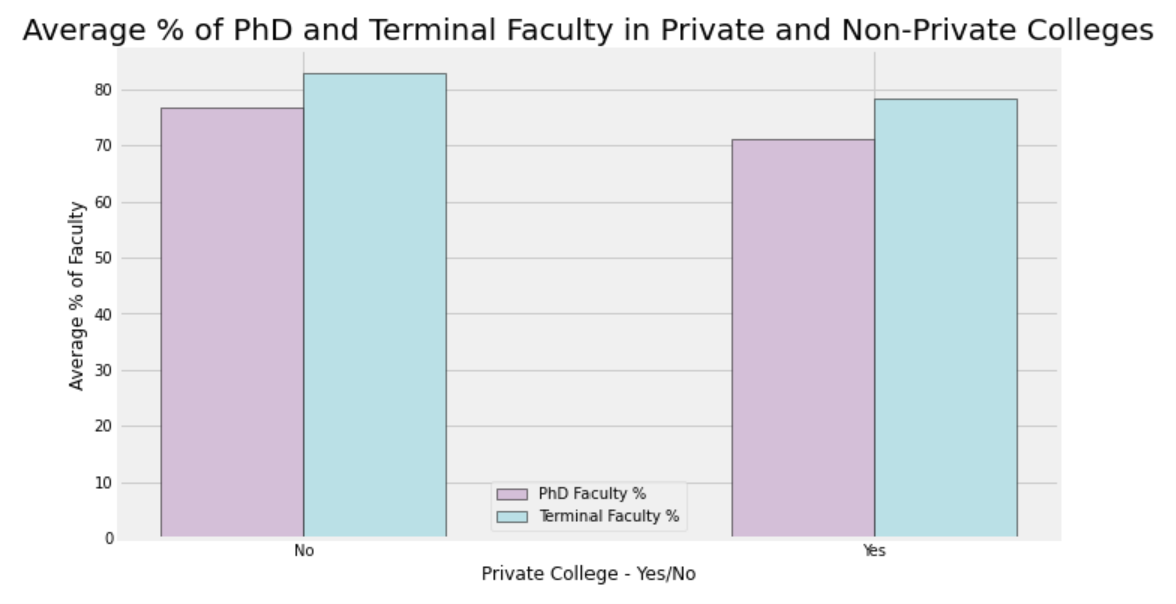 Average % of PhD and Terminal Faculty in Private and Non-Private Colleges
80
70
60
50
40
30
20
10
0
Average % of Faculty
PhD Faculty %
Terminal Faculty %
No
Yes
Private College - Yes/No